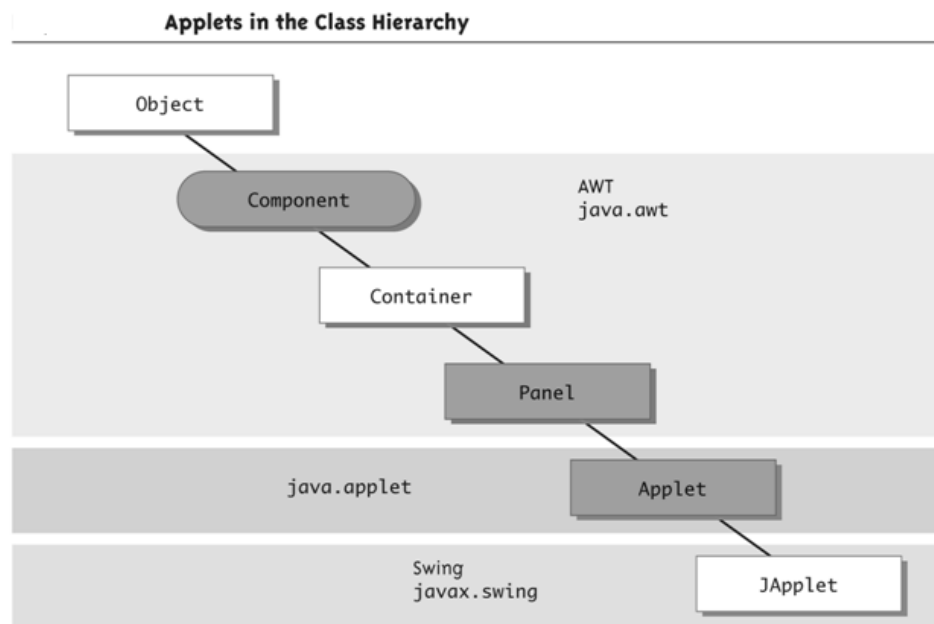 Applets in the Class Hierarchy
Object
Component
AWT
java.awt
Container
Panel
java.applet
Applet
Swing
javax.swing
JApplet